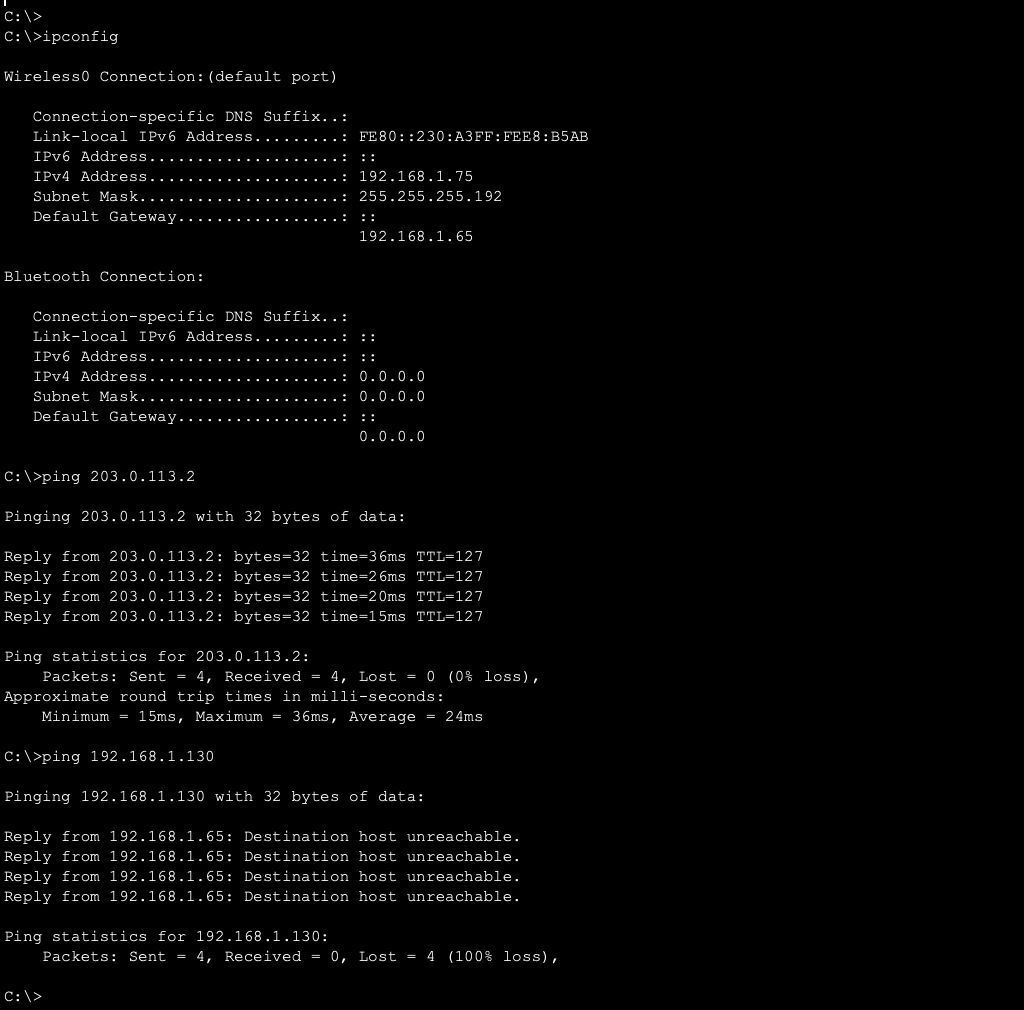 C:\>
C:\>ipconfig
Wireless0 Connection:(default port)
Connection-specific DNS Suffix..:
Link-local IPv6 Address.........: FE80::230:A3FF:FEE8:B5AB
IPv6 Address....................: ::
IPv4 Address....................: 192.168.1.75
Subnet Mask.....................: 255.255.255.192
Default Gateway.................: ::
192.168.1.65
Bluetooth Connection:
Connection-specific DNS Suffix..:
Link-local IPv6 Address.........: ::
IPv6 Address....................: ::
IPv4 Address....................: 0.0.0.0
Subnet Mask.....................: 0.0.0.0
Default Gateway.................: ::
0.0.0.0
C:\>ping 203.0.113.2
Pinging 203.0.113.2 with 32 bytes of data:
Reply from 203.0.113.2: bytes=32 time=36ms TTL=127
Reply from 203.0.113.2: bytes=32 time=26ms TTL=127
Reply from 203.0.113.2: bytes=32 time=20ms TTL=127
Reply from 203.0.113.2: bytes=32 time=15ms TTL=127
Ping statistics for 203.0.113.2:
Packets: Sent = 4, Received = 4, Lost = 0 (0% loss),
Approximate round trip times in milli-seconds:
Minimum = 15ms, Maximum = 36ms, Average = 24ms
C:\>ping 192.168.1.130
Pinging 192.168.1.130 with 32 bytes of data:
Reply from 192.168.1.65: Destination host unreachable.
Reply from 192.168.1.65: Destination host unreachable.
Reply from 192.168.1.65: Destination host unreachable.
Reply from 192.168.1.65: Destination host unreachable.
Ping statistics for 192.168.1.130:
Packets: Sent = 4, Received = 0, Lost = 4 (100% loss),
C:\>